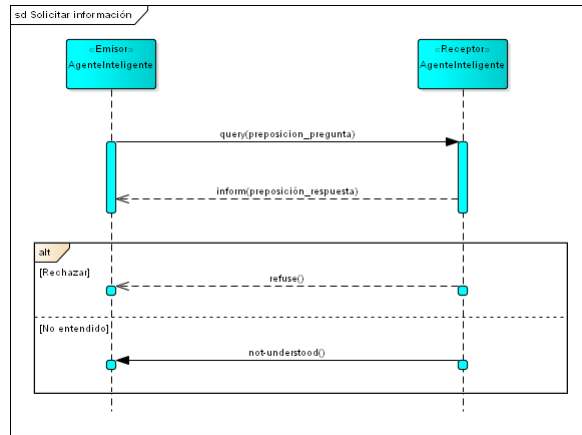 sd Solicitar información
«Emisor»
AgenteInteligente
«Receptor»
AgenteInteligente
query(preposicion_pregunta)
inform(preposición_respuesta)
alt
[Rechazar]
refuse()
[No entendido]
not-understood()